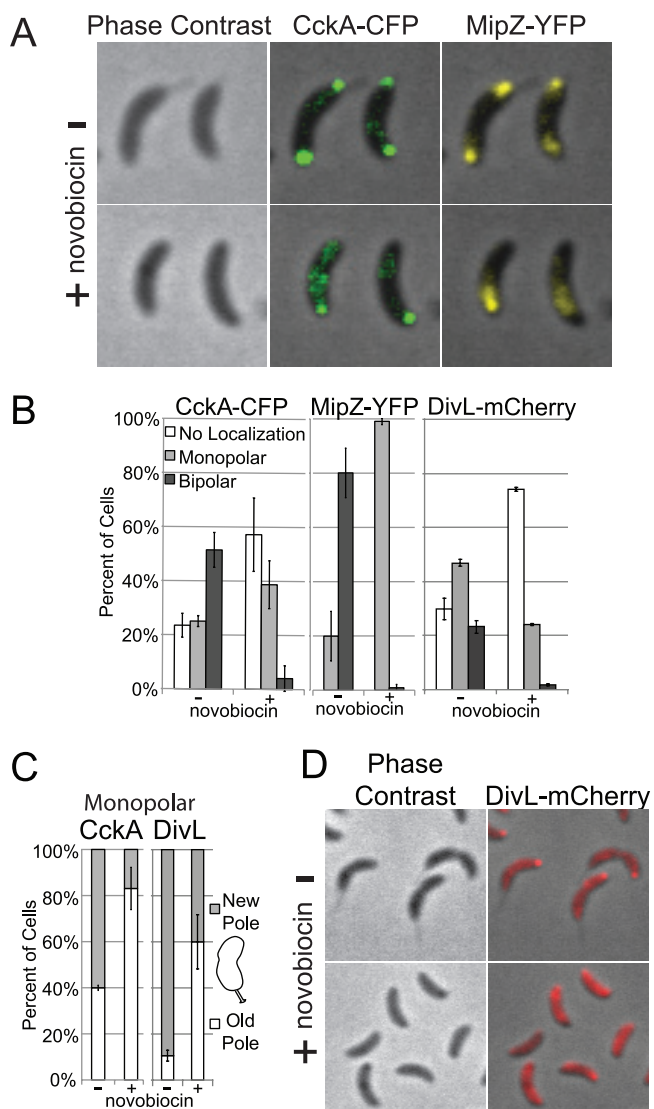 A
Phase Contrast CckA-CFP MipZ-YFP
novobiocin -
+
B
CckA-CFP MipZ-YFP DivL-mCherry
No Localization
Monopolar
Bipolar
Percent of Cells
100%
80%
60%
40%
20%
0%
- + - + - +
novobiocin novobiocin novobiocin
C
Monopolar
CckA DivL
Percent of Cells
100%
80%
60%
40%
20%
0%
New
Pole
Old
Pole
- + - +
novobiocin
D
Phase
Contrast DivL-mCherry
novobiocin -
+